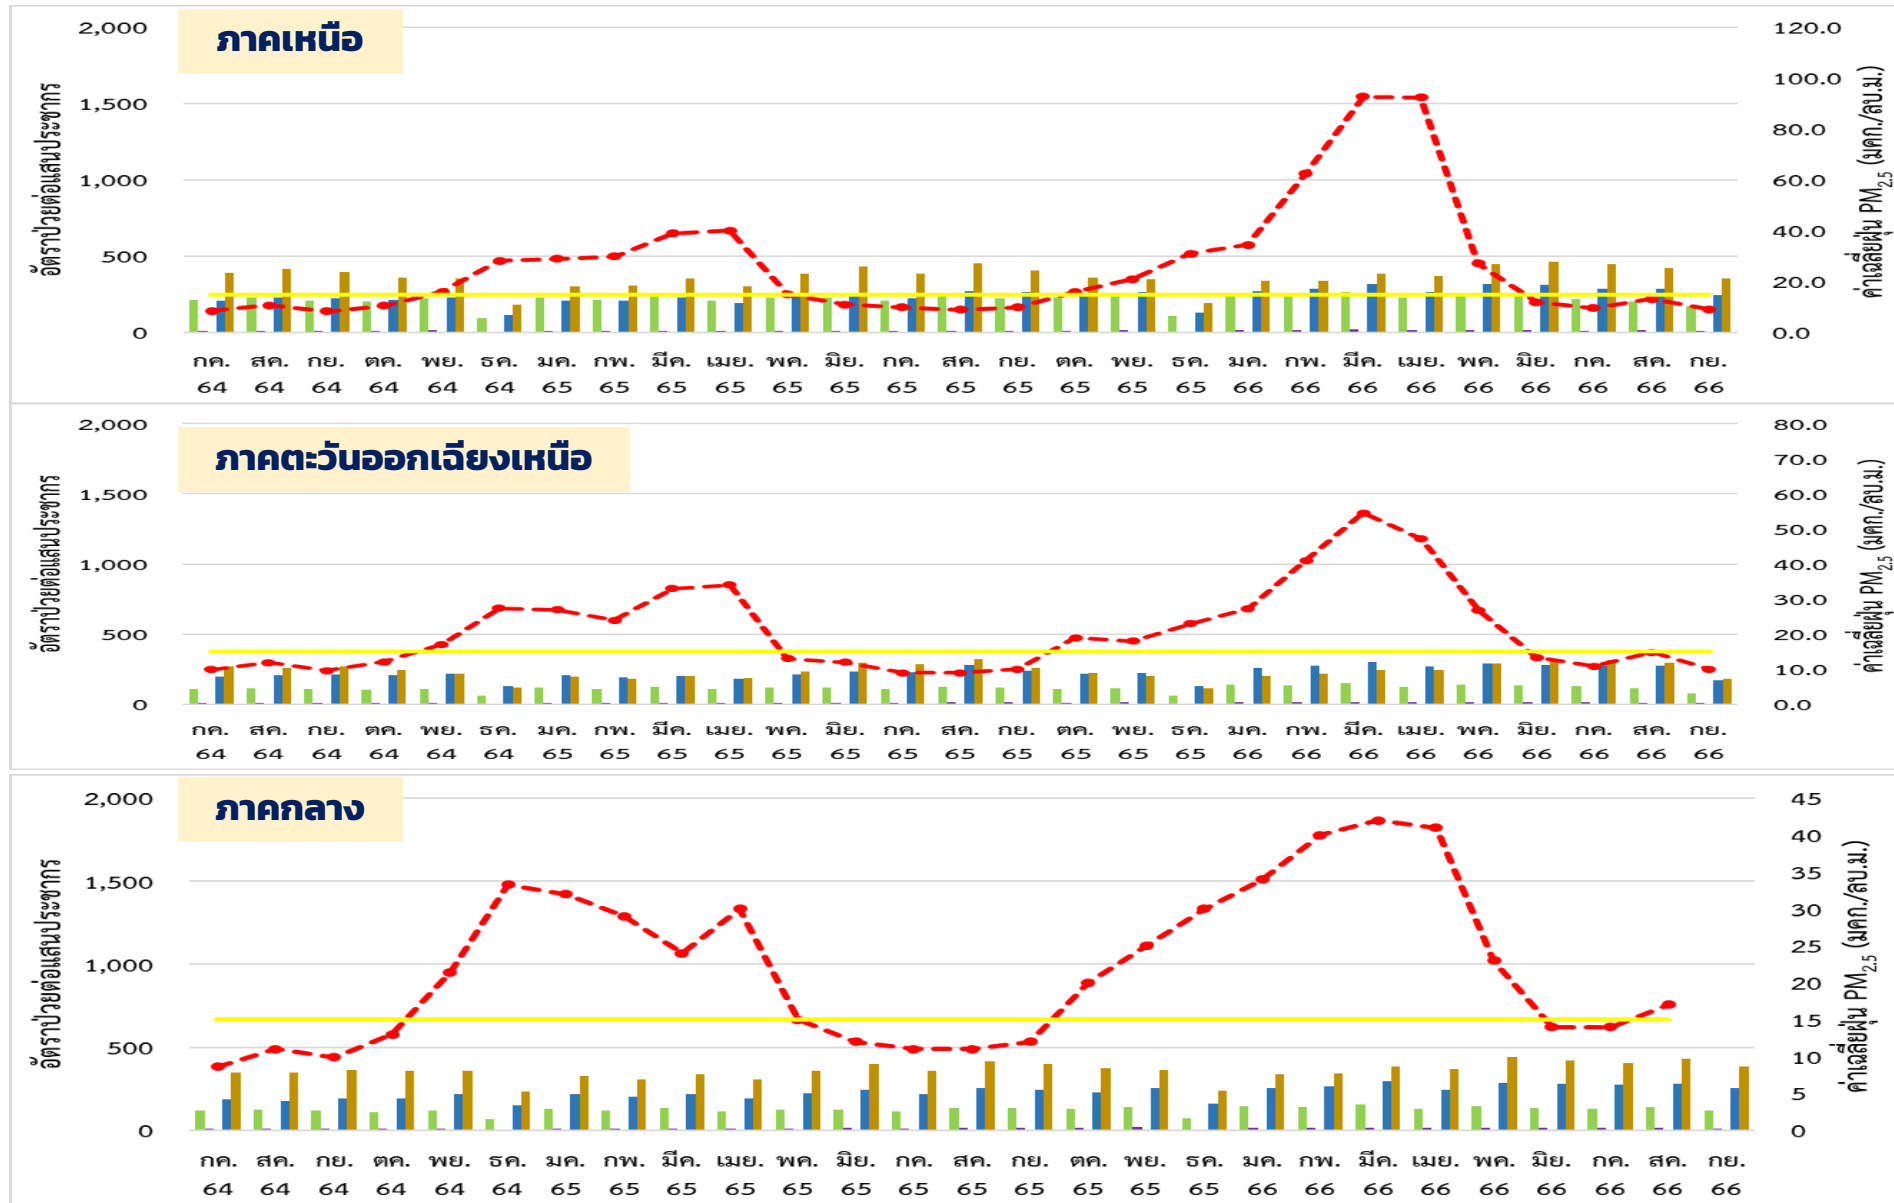 ภาคเหนือ
อัตราป่วยต่อแสนประชากร
2,000
1,500
1,000
500
0
120.0
100.0
80.0
60.0
40.0
20.0
0.0
ค่าเฉลี่ยฝุ่น PM2.5 (มคก./ลบ.ม.)
กค. สค. กย. ตค. พย. ธค. มค. กพ. มีค. เมย. พค. มิย. กค. สค. กย. ตค. พย. ธค. มค. กพ. มีค. เมย. พค. มิย. กค. สค. กย.
64 64 64 64 64 64 65 65 65 65 65 65 65 65 65 65 65 65 66 66 66 66 66 66 66 66 66
ภาคตะวันออกเฉียงเหนือ
อัตราป่วยต่อแสนประชากร
2,000
1,500
1,000
500
0
80.0
70.0
60.0
50.0
40.0
30.0
20.0
10.0
0.0
ค่าเฉลี่ยฝุ่น PM2.5 (มคก./ลบ.ม.)
กค. สค. กย. ตค. พย. ธค. มค. กพ. มีค. เมย. พค. มิย. กค. สค. กย. ตค. พย. ธค. มค. กพ. มีค. เมย. พค. มิย. กค. สค. กย.
64 64 64 64 64 64 65 65 65 65 65 65 65 65 65 65 65 65 66 66 66 66 66 66 66 66 66
ภาคกลาง
อัตราป่วยต่อแสนประชากร
2,000
1,500
1,000
500
0
45
40
35
30
25
20
15
10
5
0
ค่าเฉลี่ยฝุ่น PM2.5 (มคก./ลบ.ม.)
กค. สค. กย. ตค. พย. ธค. มค. กพ. มีค. เมย. พค. มิย. กค. สค. กย. ตค. พย. ธค. มค. กพ. มีค. เมย. พค. มิย. กค. สค. กย.
64 64 64 64 64 64 65 65 65 65 65 65 65 65 65 65 65 65 66 66 66 66 66 66 66 66 66